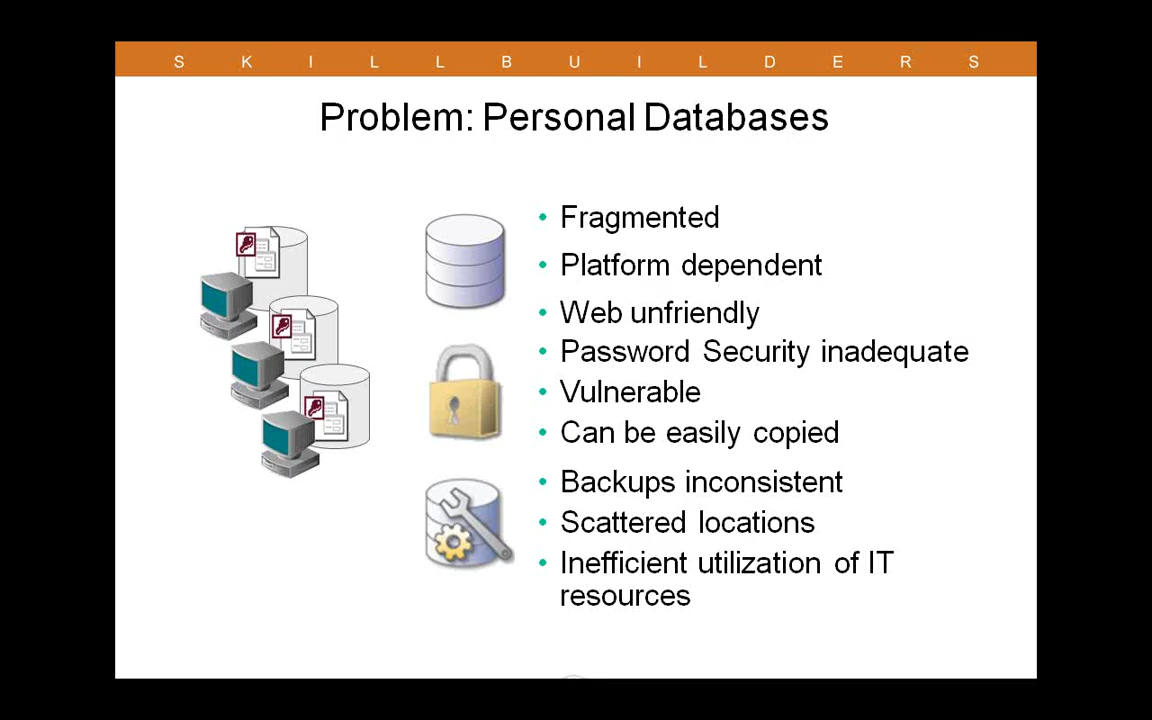 S K I L L B U I L D E R S
Problem: Personal Databases
• Fragmented
• Platform dependent
• Web unfriendly
• Password Security inadequate
• Vulnerable
• Can be easily copied
• Backups inconsistent
• Scattered locations
• Inefficient utilization of IT
resources